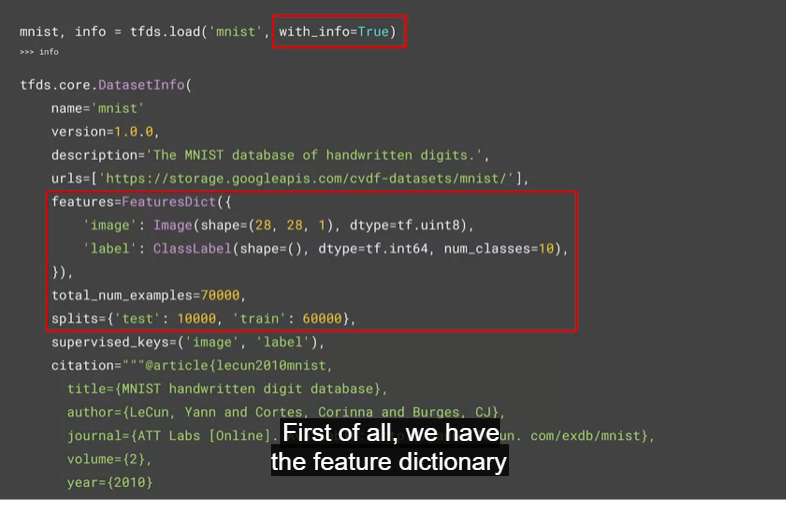 mnist, info = tfds.load('mnist', with_info=True)
>>> info
tfds.core.DatasetInfo(
name='mnist'
version=1.0.0,
description='The MNIST database of handwritten digits.',
urls=['https://storage.googleapis.com/cvdf-datasets/mnist/'],
features=FeaturesDict({
'image': Image(shape=(28, 28, 1), dtype=tf.uint8),
'label': ClassLabel(shape=(), dtype=tf.int64, num_classes=10),
}),
total_num_examples=70000,
splits={'test': 10000, 'train': 60000},
supervised_keys=('image', 'label'),
citation="""@article{lecun2010mnist,
title={MNIST handwritten digit database},
author={LeCun, Yann and Cortes, Corinna and Burges, CJ},
journal={ATT Labs [Online]. com/exdb/mnist},
volume={2},
year={2010}
First of all, we have
the feature dictionary